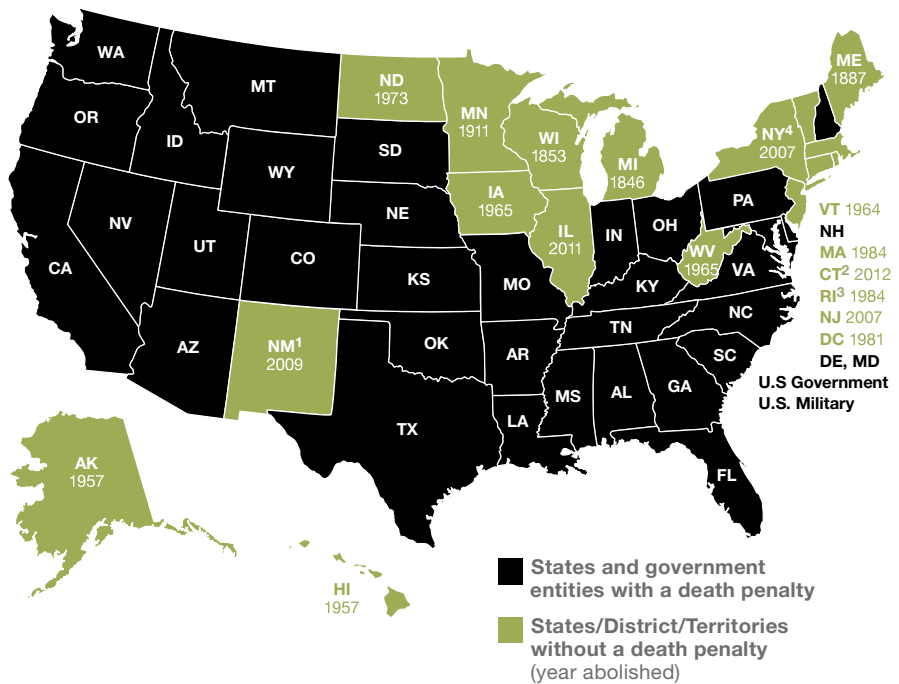 WA
OR
CA
NV
ID
MT
WY
UT
AZ
CO
NM¹
2009
ND
1973
SD
NE
KS
OK
TX
MN
1911
IA
1965
MO
AR
LA
WI
1853
IL
2011
MI
1846
IN
OH
KY
TN
MS
AL
GA
FL
SC
NC
VA
WV
1965
PA
NY⁴
2007
ME
1887
VT 1964
NH
MA 1984
CT² 2012
RI³ 1984
NJ 2007
DC 1981
DE, MD
U.S Government
U.S. Military
AK
1957
HI
1957
States and government
entities with a death penalty
States/District/Territories
without a death penalty
(year abolished)